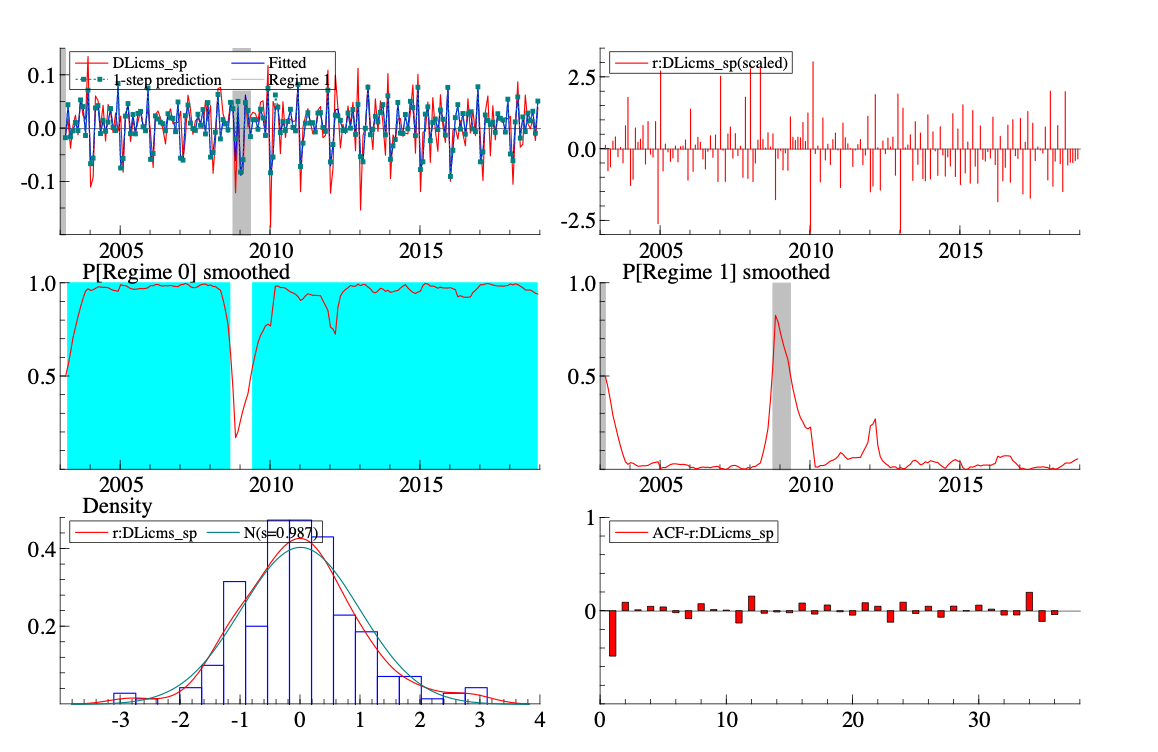 DLicms_sp Fitted
1-step prediction Regime 1
0.1
0.0
-0.1
2005 2010 2015
r:DLicms_sp(scaled)
2.5
0.0
-2.5
2005 2010 2015
P[Regime 0] smoothed
1.0
0.5
2005 2010 2015
P[Regime 1] smoothed
1.0
0.5
2005 2010 2015
Density
r:DLicms_sp N(s=0.987)
0.4
0.2
-3 -2 -1 0 1 2 3 4
ACF-r:DLicms_sp
1
0
0 10 20 30